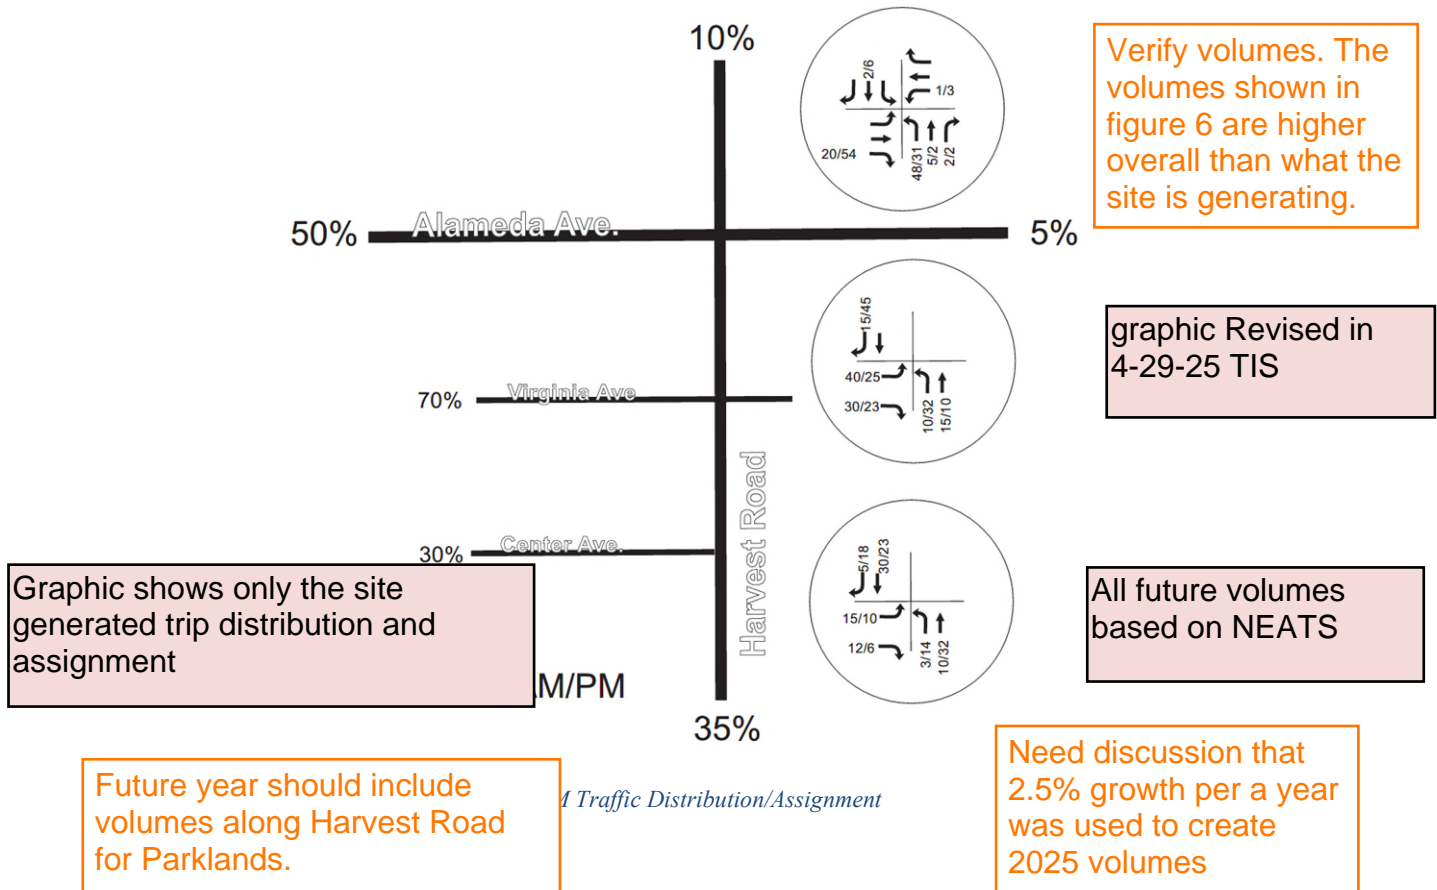 10%
2/6
1/3
20/54
48/31
5/2
2/2
Verify volumes. The
volumes shown in
figure 6 are higher
overall than what the
site is generating.
50%
Alameda Ave.
5%
15/45
40/25
30/23
10/32
15/10
graphic Revised in
4-29-25 TIS
70%
Virginia Ave
Harvest Road
30%
Center Ave.
5/18
30/23
15/10
12/6
3/14
10/32
Graphic shows only the site
generated trip distribution and
assignment
All future volumes
based on NEATS
M/PM
35%
Future year should include
volumes along Harvest Road
for Parklands.
Traffic Distribution/Assignment
Need discussion that
2.5% growth per a year
was used to create
2025 volumes